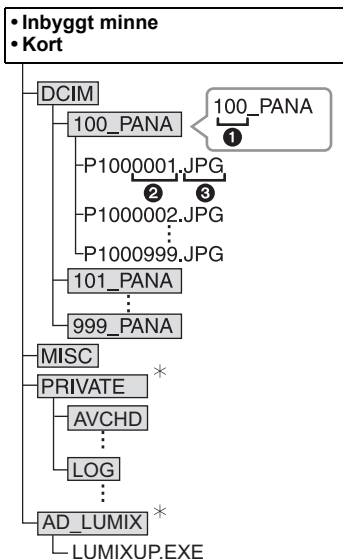 • Inbyggt minne
• Kort
DCIM
100_PANA
100_PANA
❶
P1000001.JPG
❷ ❸
P1000002.JPG
P1000999.JPG
101_PANA
999_PANA
MISC
PRIVATE *
AVCHD
LOG
AD_LUMIX *
LUMIXUP.EXE